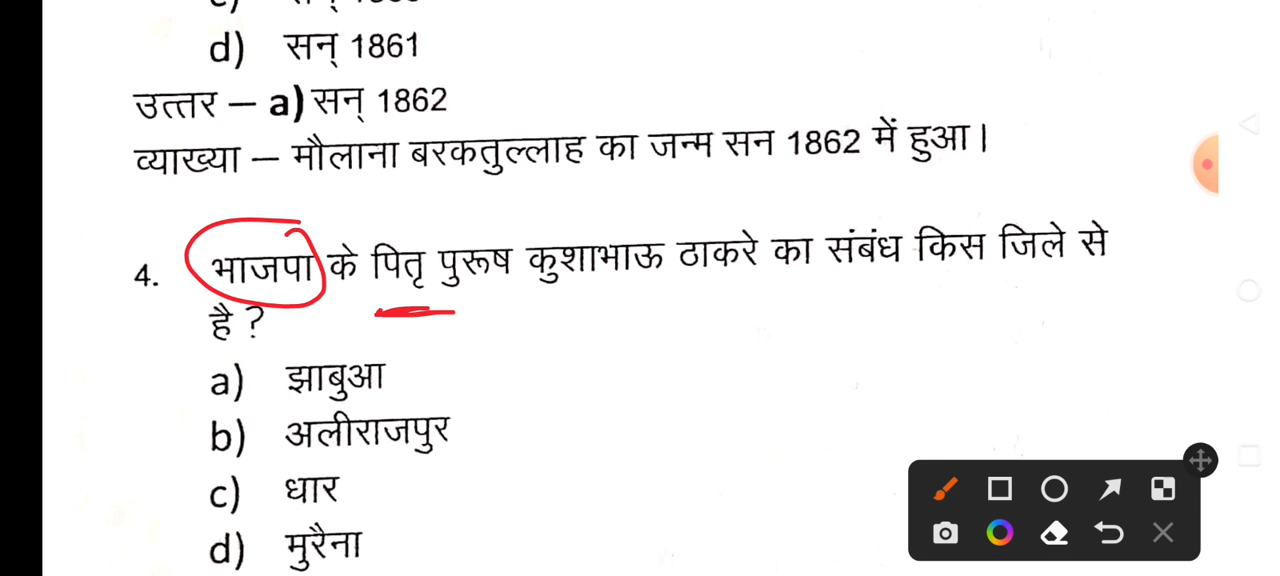 d) सन् 1861
उत्तर – a) सन् 1862
व्याख्या – मौलाना बरकतुल्लाह का जन्म सन 1862 में हुआ।
4. भाजपा के पितृ पुरूष कुशाभाऊ ठाकरे का संबंध किस जिले से
है ?
a) झाबुआ
b) अलीराजपुर
c) धार
d) मुरैना